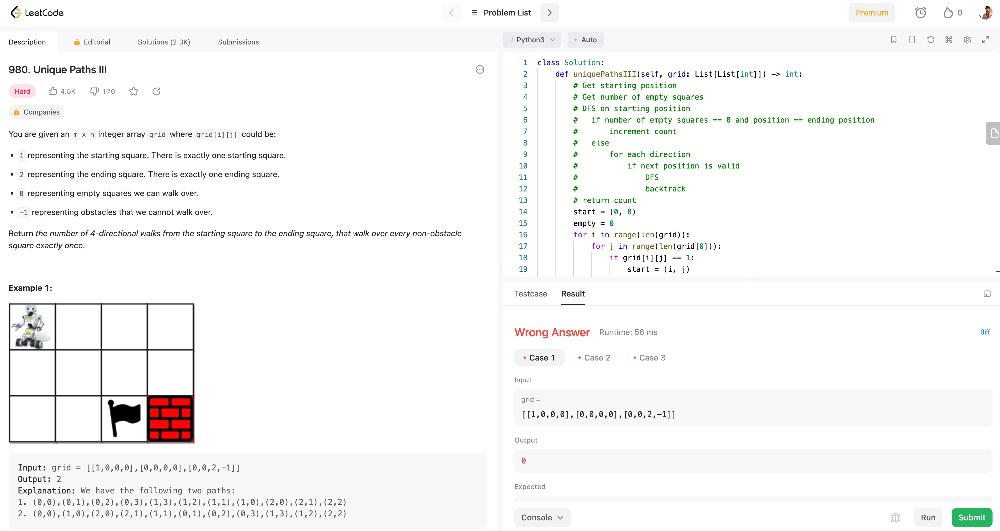 LeetCode
Problem List
Premium
0
Description
Editorial
Solutions (2.3K)
Submissions
980. Unique Paths III
Hard
4.5K
170
Companies
You are given an m x n integer array grid where grid[i][j] could be:
• 1 representing the starting square. There is exactly one starting square.
• 2 representing the ending square. There is exactly one ending square.
• 0 representing empty squares we can walk over.
• -1 representing obstacles that we cannot walk over.
Return the number of 4-directional walks from the starting square to the ending square, that walk over every non-obstacle
square exactly once.
Example 1:
Input: grid = [[1,0,0,0],[0,0,0,0],[0,0,2,-1]]
Output: 2
Explanation: We have the following two paths:
1. (0,0),(0,1),(0,2),(0,3),(1,3),(1,2),(1,1),(1,0),(2,0),(2,1),(2,2)
2. (0,0),(1,0),(2,0),(2,1),(1,1),(0,1),(0,2),(0,3),(1,3),(1,2),(2,2)
i Python3
• Auto
1 class Solution:
2     def uniquePathsIII(self, grid: List[List[int]]) -> int:
3         # Get starting position
4         # Get number of empty squares
5         # DFS on starting position
6         #   if number of empty squares == 0 and position == ending position
7         #       increment count
8         #   else
9         #       for each direction
10         #           if next position is valid
11         #               DFS
12         #               backtrack
13         # return count
14         start = (0, 0)
15         empty = 0
16         for i in range(len(grid)):
17             for j in range(len(grid[0])):
18                 if grid[i][j] == 1:
19                     start = (i, j)
Testcase
Result
Wrong Answer
Runtime: 56 ms
Diff
• Case 1
• Case 2
• Case 3
Input
grid =
[[1,0,0,0],[0,0,0,0],[0,0,2,-1]]
Output
0
Expected
Console
Run
Submit